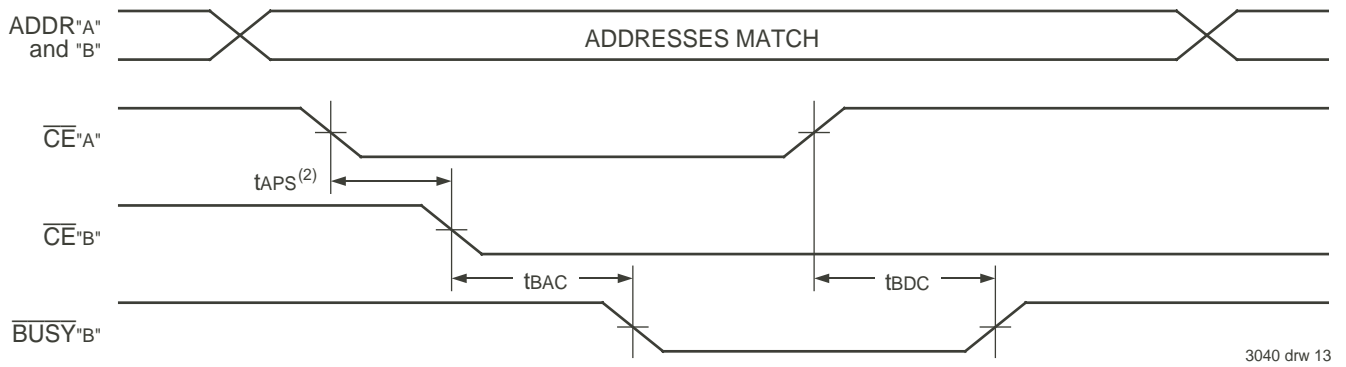 ADDR"A"
and "B"
ADDRESSES MATCH
CE"A"
tAPS(2)
CE"B"
tBAC
tBDC
BUSY"B"
3040 drw 13